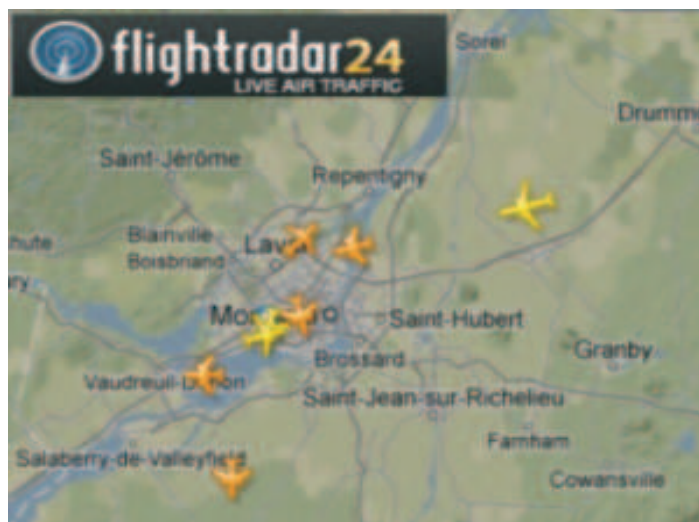 flightradar24
LIVE AIR TRAFFIC
Sorel
Saint-Jérôme
Repentigny
Blainville
Boisbriand
Saint-Hubert
Brossard
Granby
Saint-Jean-sur-Richelieu
Farnham
Salaberry-de-Valleyfield
Cowansville